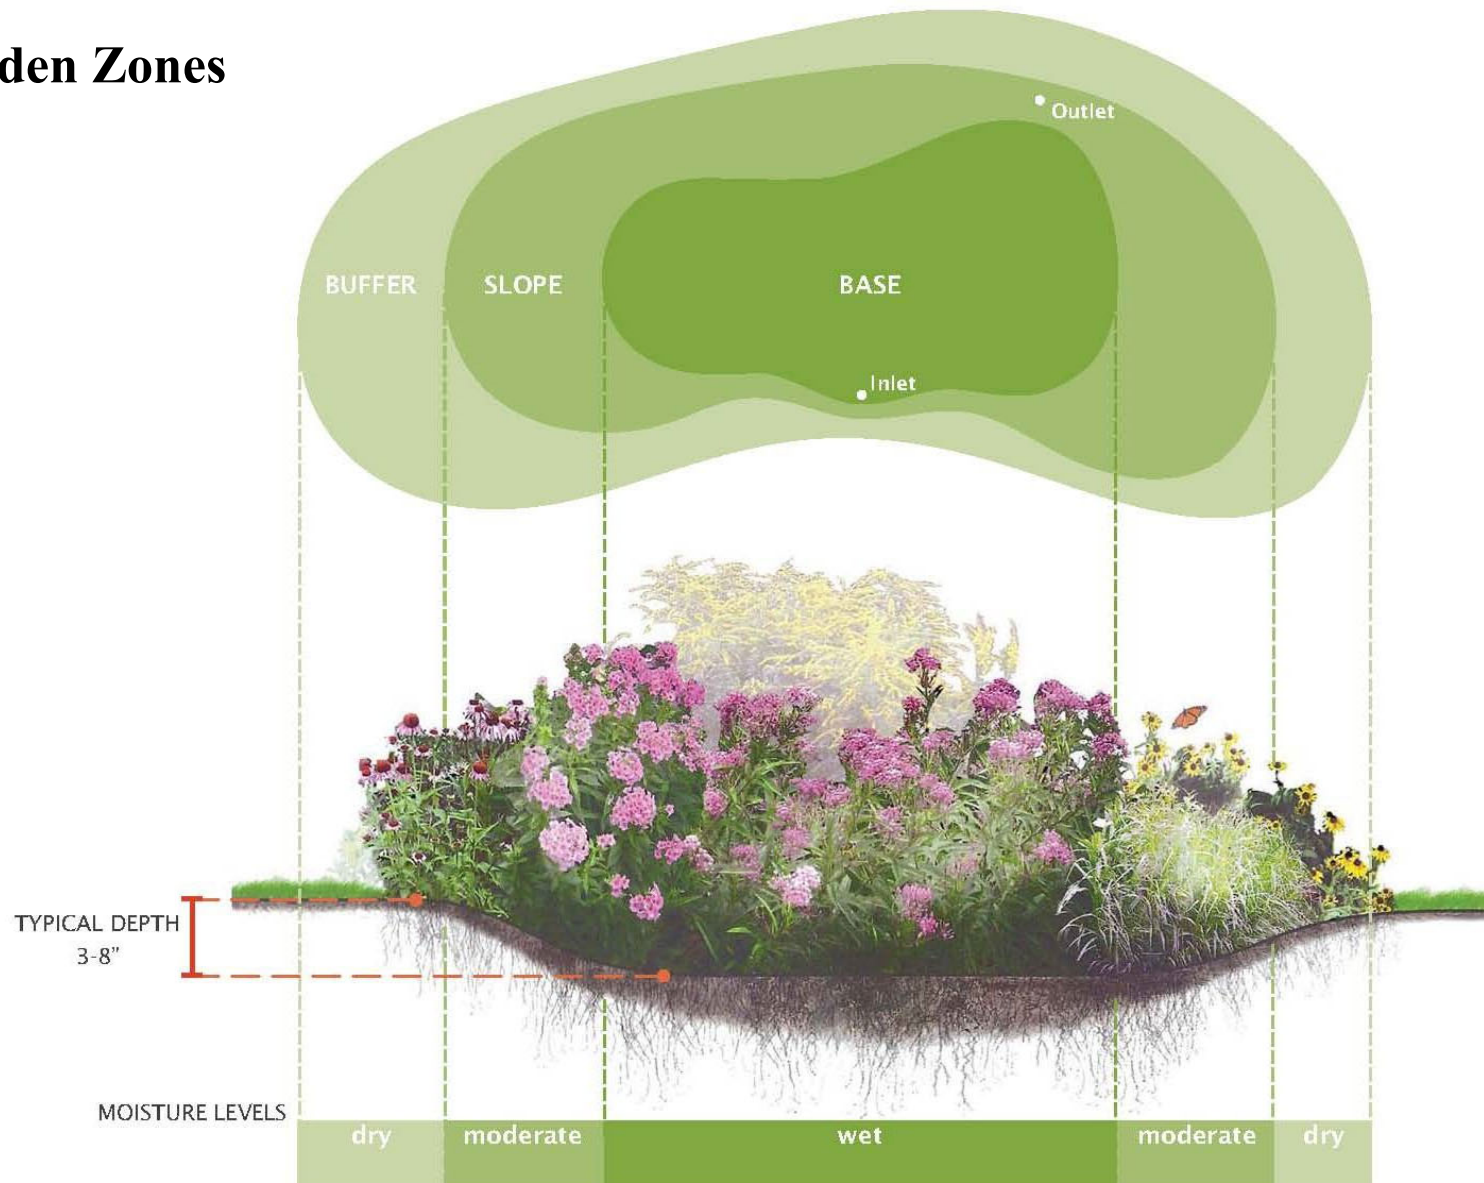 den Zones
Outlet
BUFFER SLOPE BASE
Inlet
TYPICAL DEPTH
3-8”
MOISTURE LEVELS
dry moderate wet moderate dry